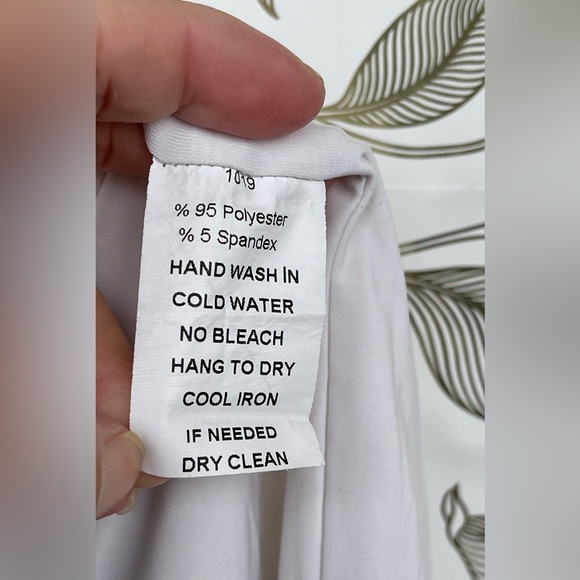 1019
% 95 Polyester
% 5 Spandex
HAND WASH IN
COLD WATER
NO BLEACH
HANG TO DRY
COOL IRON
IF NEEDED
DRY CLEAN